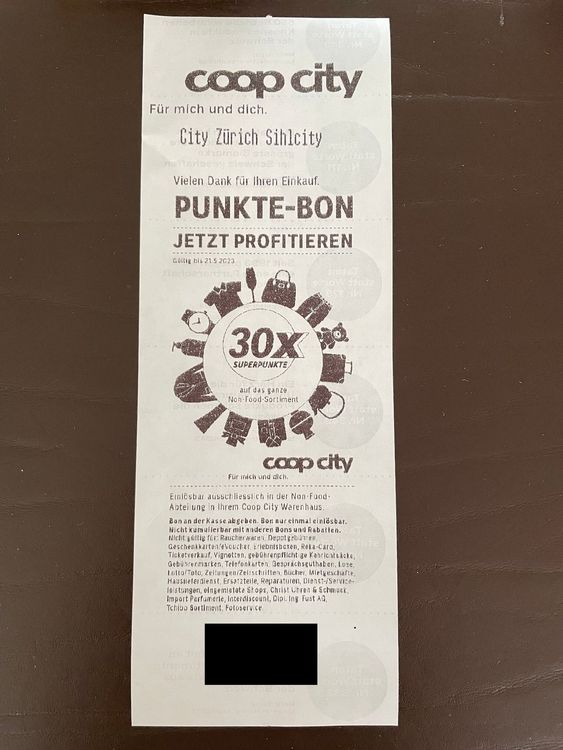 coop city
Für mich und dich.
City Zürich Sihlcity
Vielen Dank für Ihren Einkauf.
PUNKTE-BON
JETZT PROFITIEREN
Gültig bis 21.5.2023
30X
SUPERPUNKTE
auf das ganze
Non-Food-Sortiment
coop city
Für mich und dich.
Einlösbar ausschliesslich in der Non-Food-
Abteilung in Ihrem Coop City Warenhaus.
Bon an der Kasse abgeben. Bon nur einmal einlösbar.
Nicht kumulierbar mit anderen Bons und Rabatten.
Nicht gültig für: Raucherwaren, Depotgebühren,
Geschenkkarten/eVoucher, Erlebnisboxen, Reka-Card,
Ticketverkauf, Vignetten, gebührenpflichtige Kehrichtsäcke,
Gebührenmarken, Telefonkarten, Gesprächsguthaben, Lose,
Lotto/Toto, Zeitungen/Zeitschriften, Bücher, Mietgeschäfte,
Hauslieferdienst, Ersatzteile, Reparaturen, Dienst-/Service-
leistungen, eingemietete Shops, Christ Uhren & Schmuck,
Import Parfumerie, Interdiscount, Dipl. Ing. Fust AG,
Tchibo Sortiment, Fotoservice.